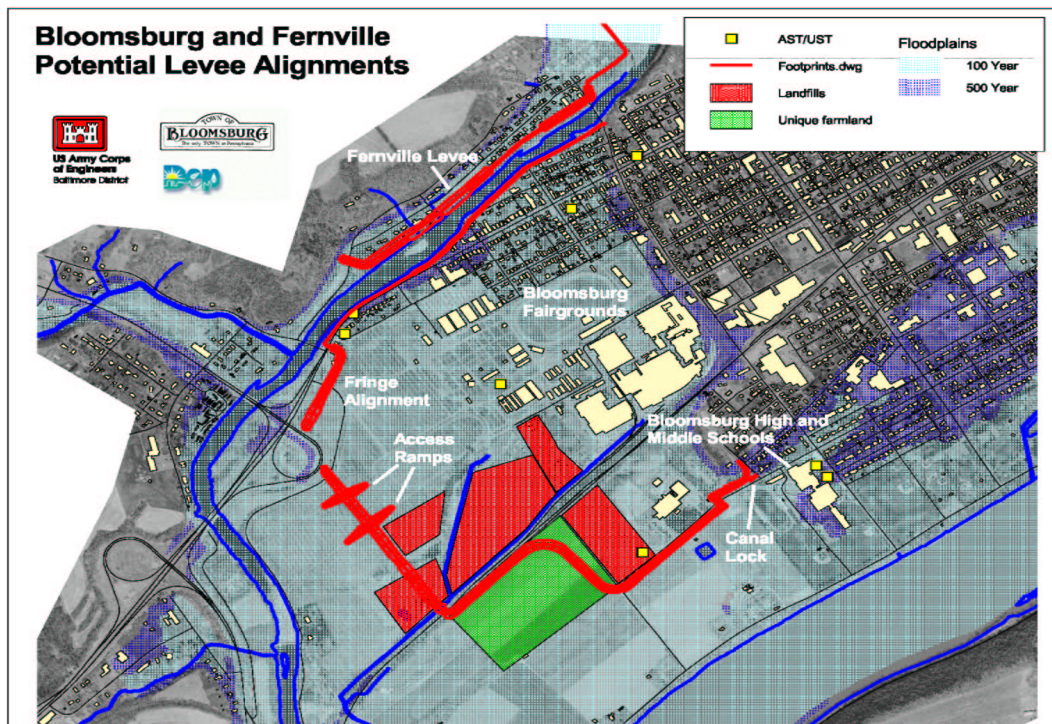 Bloomsburg and Fernville
Potential Levee Alignments
US Army Corps
of Engineers
Baltimore District
TOWN OF
BLOOMSBURG
AST/UST
Footprints.dwg
Landfills
Unique farmland
Floodplains
100 Year
500 Year
Fernville Levee
Bloomsburg
Fairgrounds
Fringe
Alignment
Access
Ramps
Bloomsburg High and
Middle Schools
Canal
Lock